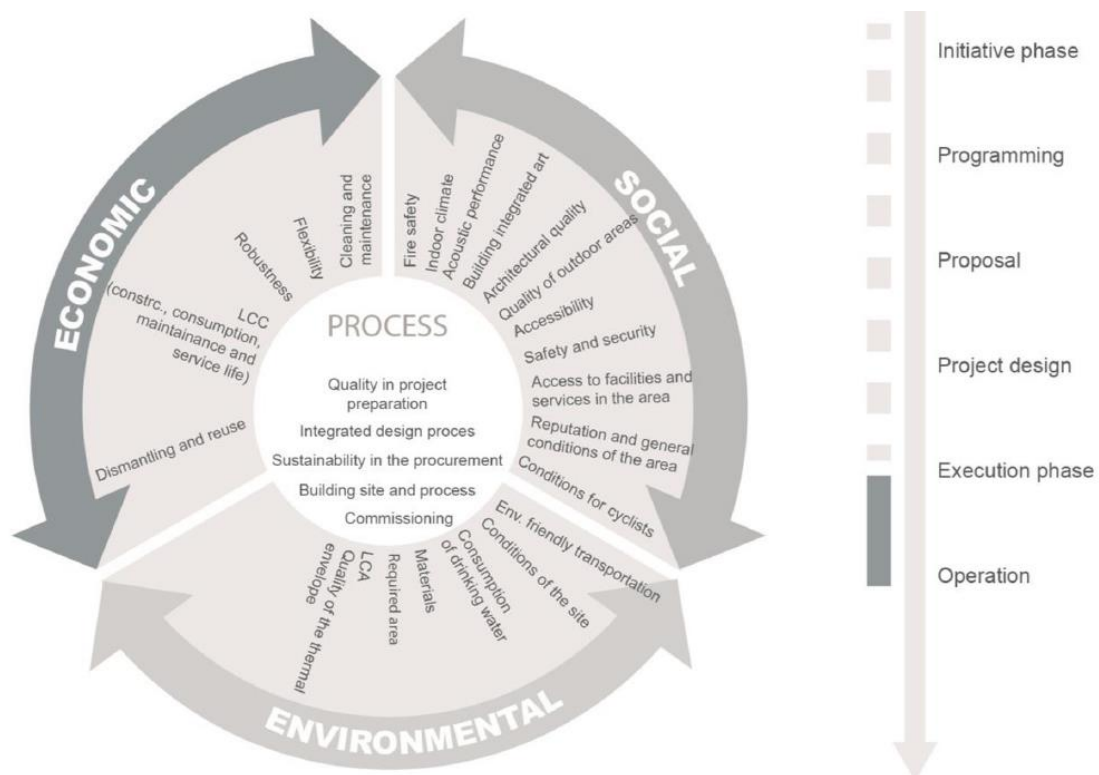 ECONOMIC
Cleaning and
maintenance
Flexibility
Robustness
LCC
(constrc., consumption,
maintainance and
service life)
Dismantling and reuse
SOCIAL
Fire safety
Indoor climate
Acoustic performance
Building integrated art
Architectural quality
Quality of outdoor areas
Accessibility
Safety and security
Access to facilities and
services in the area
Reputation and general
conditions of the area
Conditions for cyclists
PROCESS
Quality in project
preparation
Integrated design proces
Sustainability in the procurement
Building site and process
Commissioning
Env. friendly transportation
Conditions of the site
Consumption
of drinking water
Materials
Required area
LCA
Quality of the thermal
envelope
ENVIRONMENTAL
Initiative phase
Programming
Proposal
Project design
Execution phase
Operation